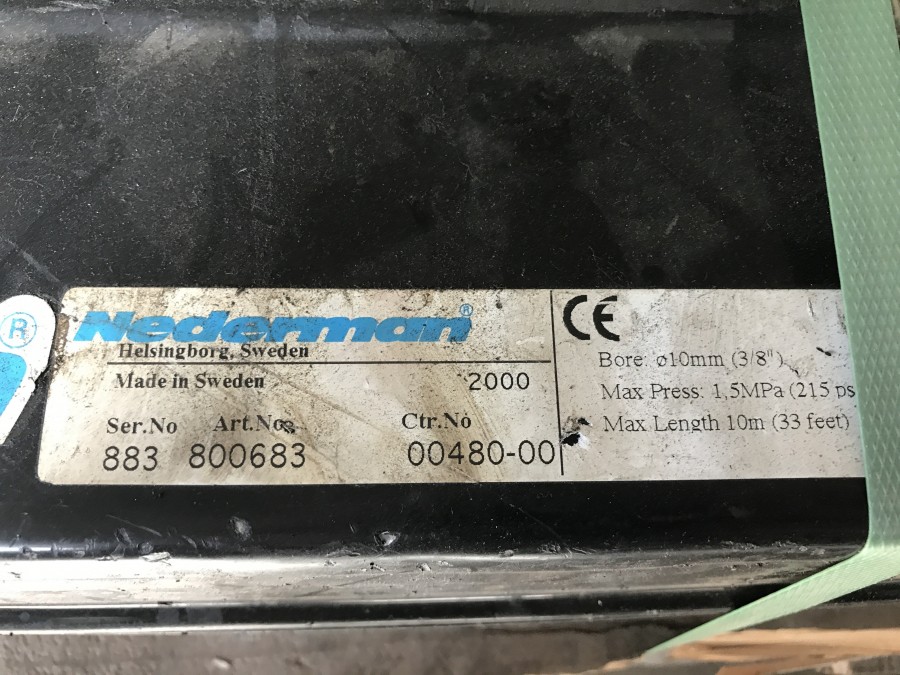 ®
Nederman®
Helsingborg, Sweden
Made in Sweden 2000
Ser.No Art.No Ctr.No
883 800683 00480-00
CE
Bore: ø10mm (3/8")
Max Press: 1,5MPa (215 ps
Max Length 10m (33 feet)